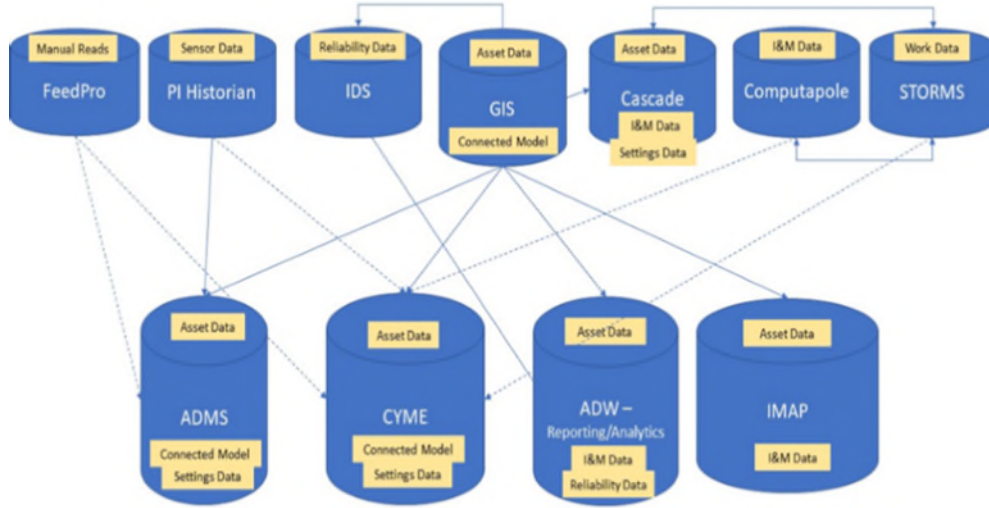 Manual Reads
FeedPro
Sensor Data
PI Historian
Reliability Data
IDS
Asset Data
GIS
Connected Model
Asset Data
Cascade
I&M Data
Settings Data
I&M Data
Computapole
Work Data
STORMS
Asset Data
ADMS
Connected Model
Settings Data
Asset Data
CYME
Connected Model
Settings Data
Asset Data
ADW –
Reporting/Analytics
I&M Data
Reliability Data
Asset Data
IMAP
I&M Data